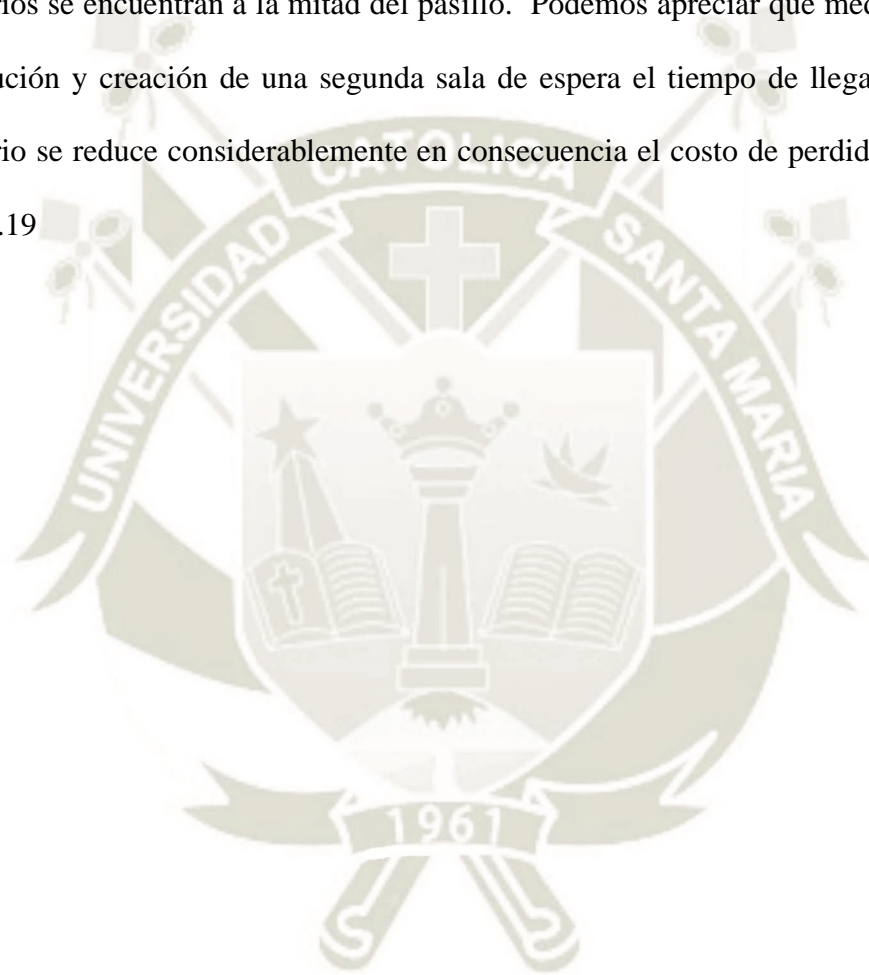 rios se encuentran a la mitad del pasillo. Podemos apreciar que med
ución y creación de una segunda sala de espera el tiempo de llega
rio se reduce considerablemente en consecuencia el costo de perdid
.19
UNIVERSIDAD CATOLICA SANTA MARIA
1961